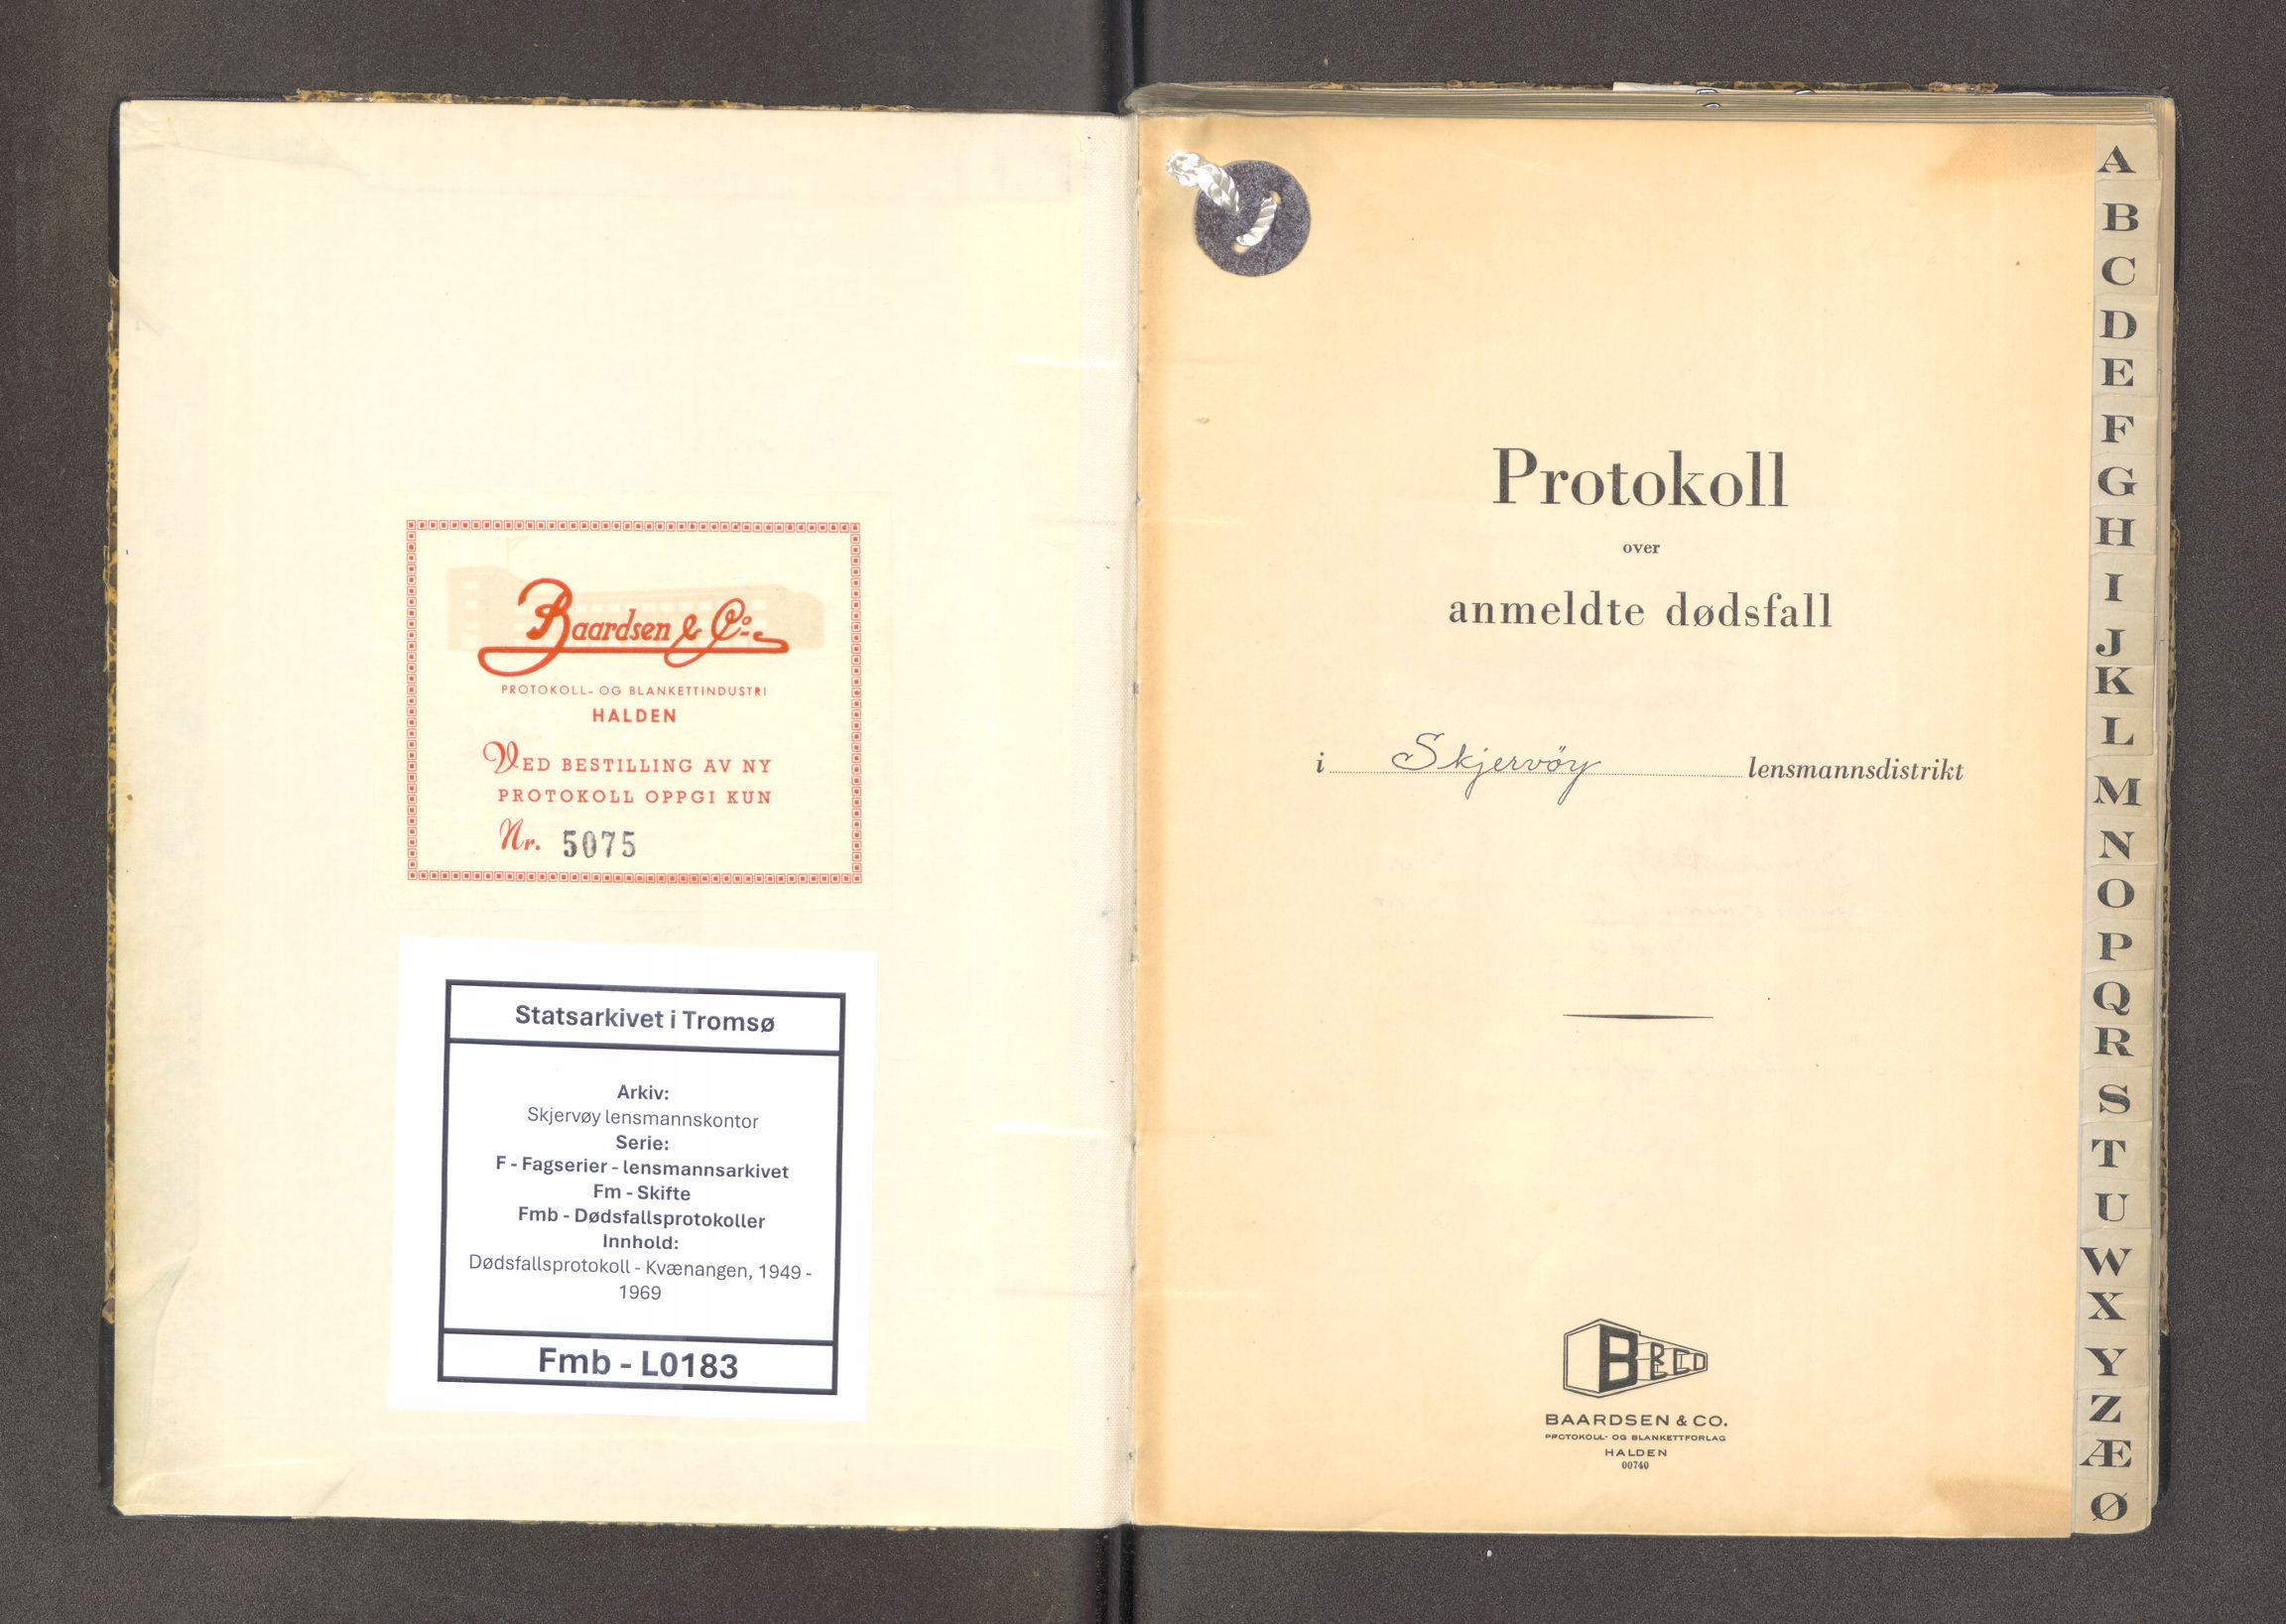 Baardsen & Co.
PROTOKOLL- OG BLANKETTINDUSTRI
HALDEN
VED BESTILLING AV NY
PROTOKOLL OPPGI KUN
Nr. 5075
Statsarkivet i Tromsø
Arkiv:
Skjervøy lensmannskontor
Serie:
F - Fagserier - lensmannsarkivet
Fm - Skifte
Fmb - Dødsfallsprotokoller
Innhold:
Dødsfallsprotokoll - Kvænangen, 1949 -
1969
Fmb - L0183
Protokoll
over
anmeldte dødsfall
i Skjervöy lensmannsdistrikt
B & CO
BAARDSEN & CO.
PROTOKOLL- OG BLANKETTFORLAG
HALDEN
00740
A
B
C
D
E
F
G
H
I
J
K
L
M
N
O
P
Q
R
S
T
U
W
X
Y
Z
Æ
Ø